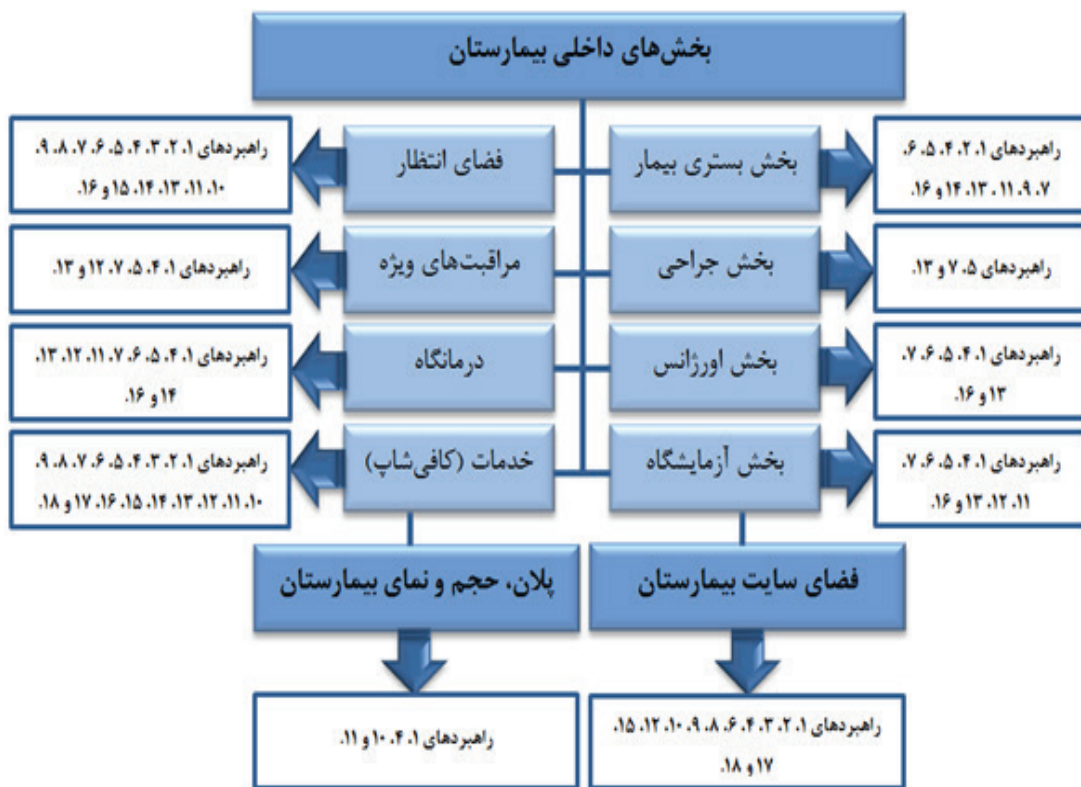 بخش‌های داخلی بیمارستان
بخش بستری بیمار
راهبردهای ۱، ۲، ۴، ۵، ۶،
۷، ۹، ۱۱، ۱۳، ۱۴ و ۱۶.
فضای انتظار
راهبردهای ۱، ۲، ۳، ۴، ۵، ۶، ۷، ۸، ۹،
۱۰، ۱۱، ۱۳، ۱۴، ۱۵ و ۱۶.
بخش جراحی
راهبردهای ۵، ۷ و ۱۳.
مراقبت‌های ویژه
راهبردهای ۱، ۴، ۵، ۷، ۱۲ و ۱۳.
بخش اورژانس
راهبردهای ۱، ۴، ۵، ۶، ۷،
۱۳ و ۱۶.
درمانگاه
راهبردهای ۱، ۴، ۵، ۶، ۷، ۱۱، ۱۲، ۱۳،
۱۴ و ۱۶.
بخش آزمایشگاه
راهبردهای ۱، ۴، ۵، ۶، ۷،
۱۱، ۱۲، ۱۳ و ۱۶.
خدمات (کافی‌شاپ)
راهبردهای ۱، ۲، ۳، ۴، ۵، ۶، ۷، ۸، ۹،
۱۰، ۱۱، ۱۲، ۱۳، ۱۴، ۱۵، ۱۶، ۱۷ و ۱۸.
فضای سایت بیمارستان
راهبردهای ۱، ۲، ۳، ۴، ۶، ۸، ۹، ۱۰، ۱۲، ۱۵،
۱۷ و ۱۸.
پلان، حجم و نمای بیمارستان
راهبردهای ۱، ۴، ۱۰ و ۱۱.